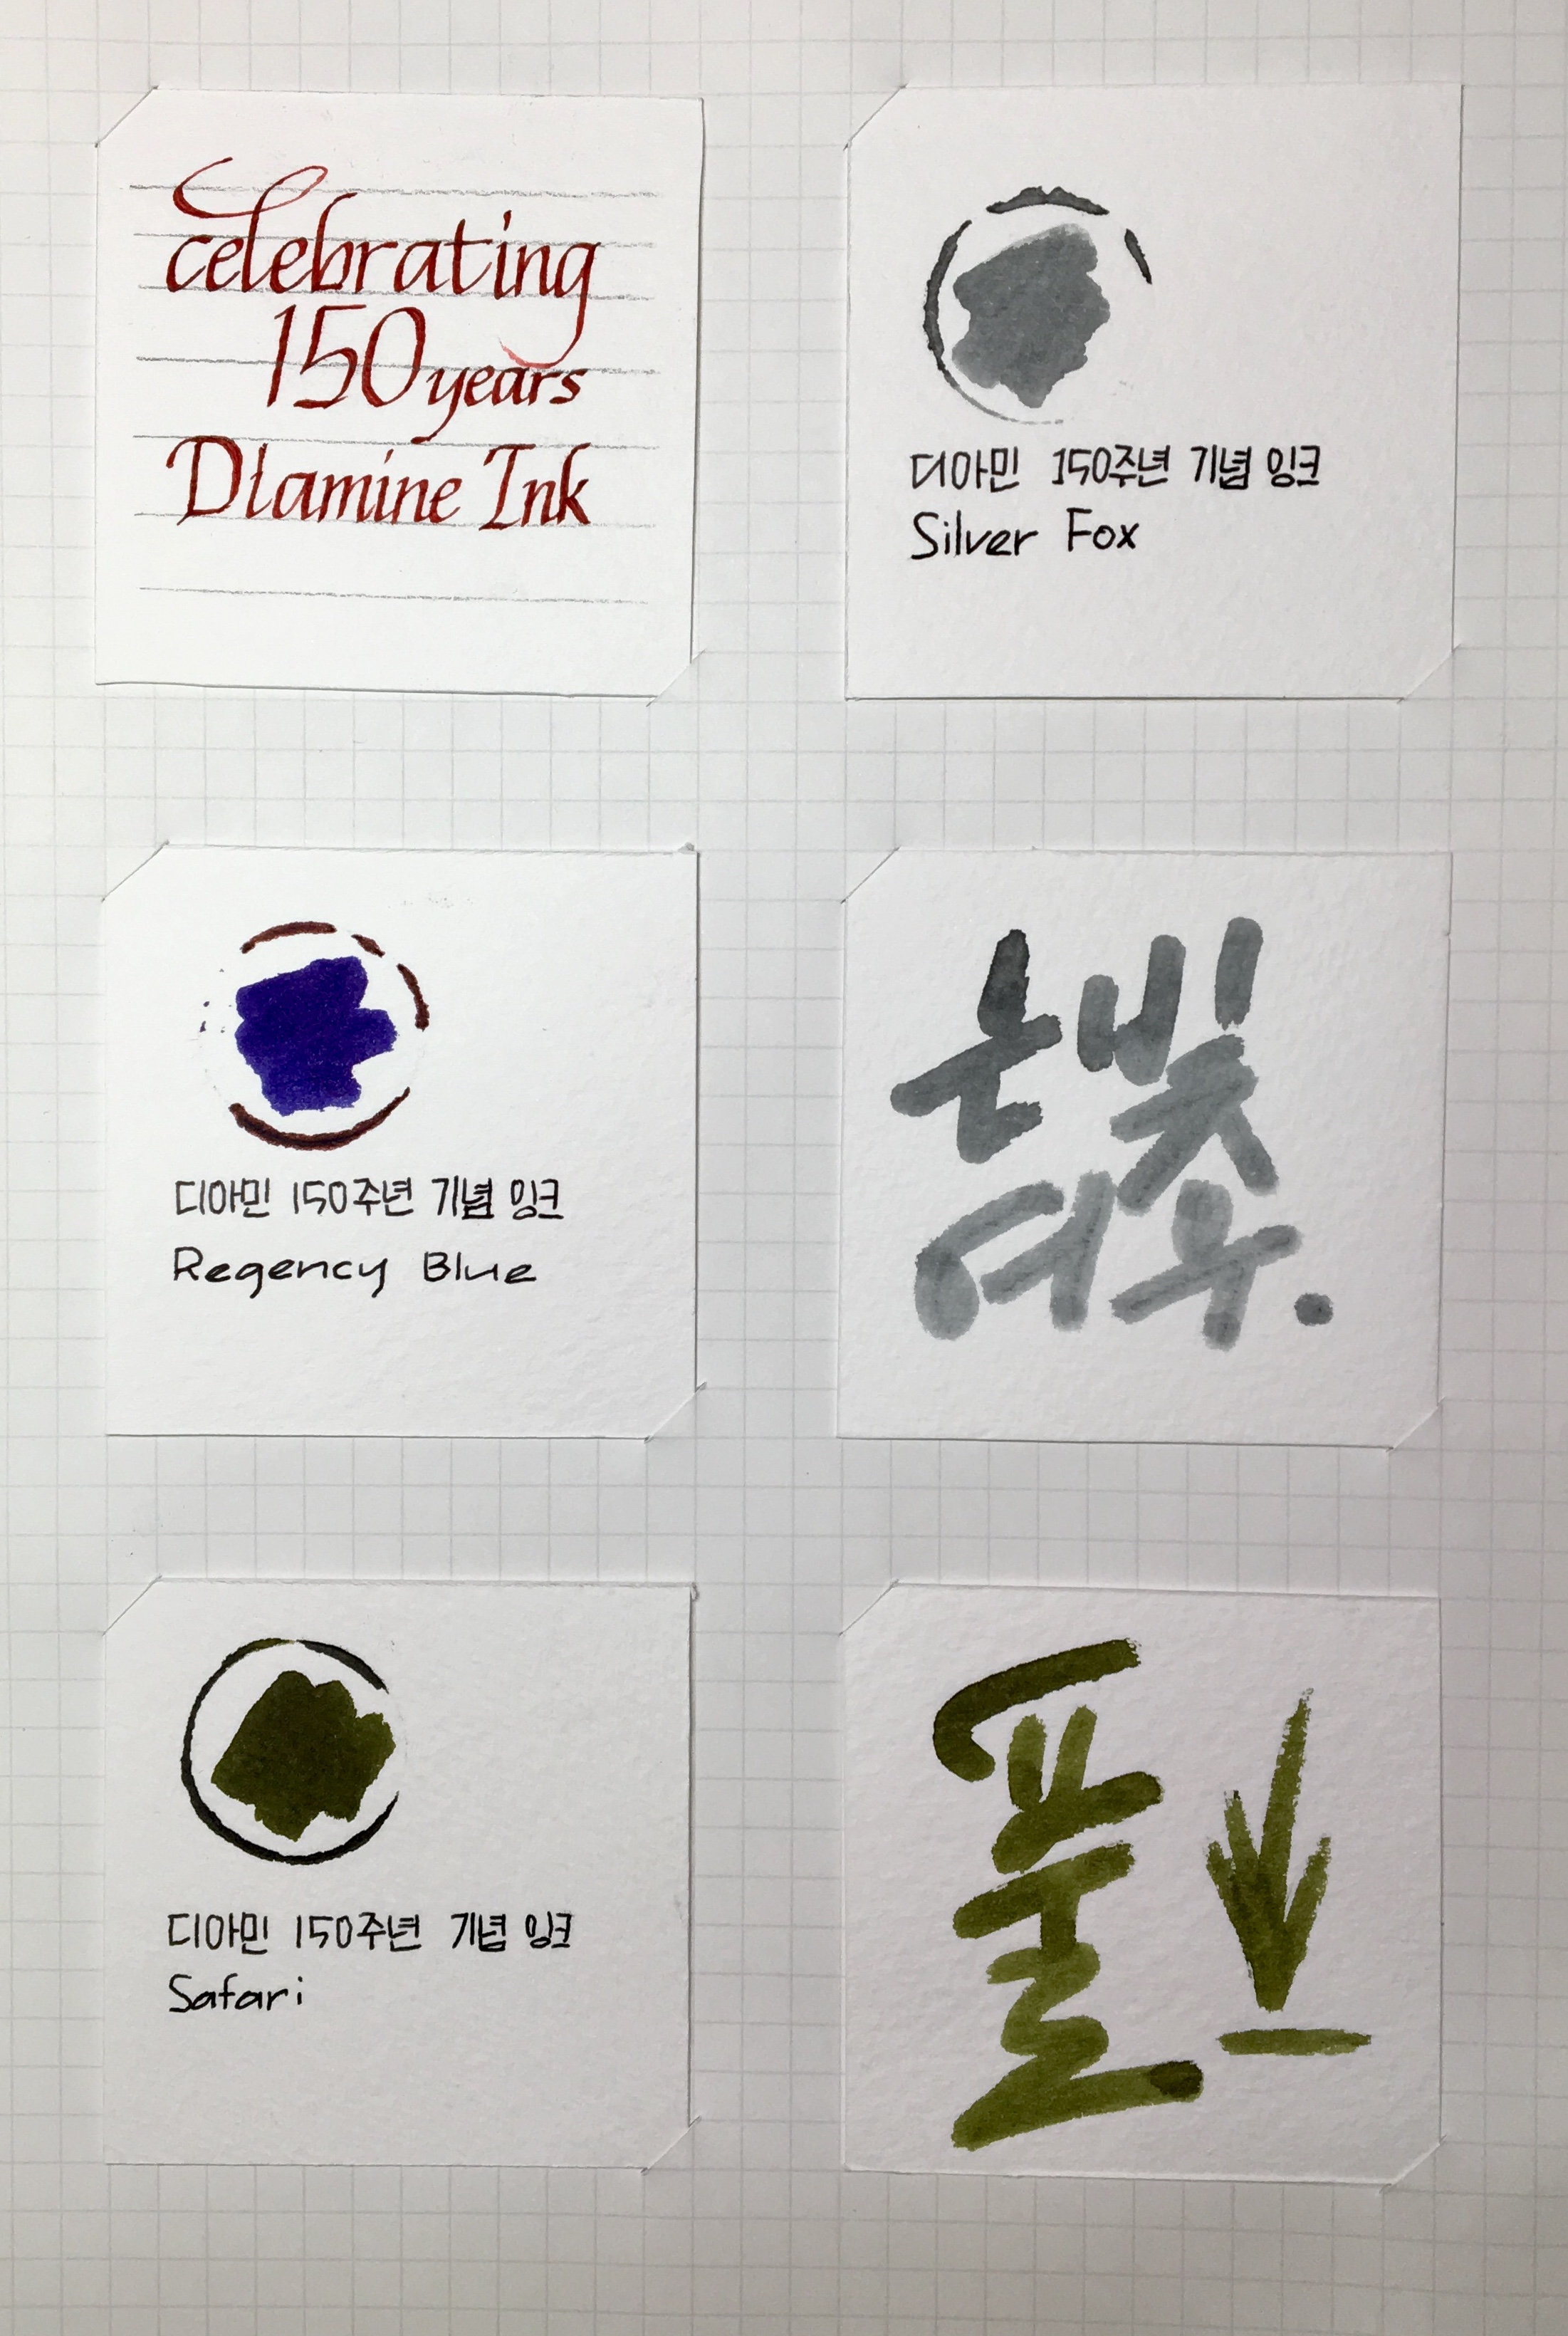 celebrating
150 years
Diamine Ink
디아민 150주년 기념 잉크
Silver Fox
디아민 150주년 기념 잉크
Regency Blue
은빛
여우.
디아민 150주년 기념 잉크
Safari
풀